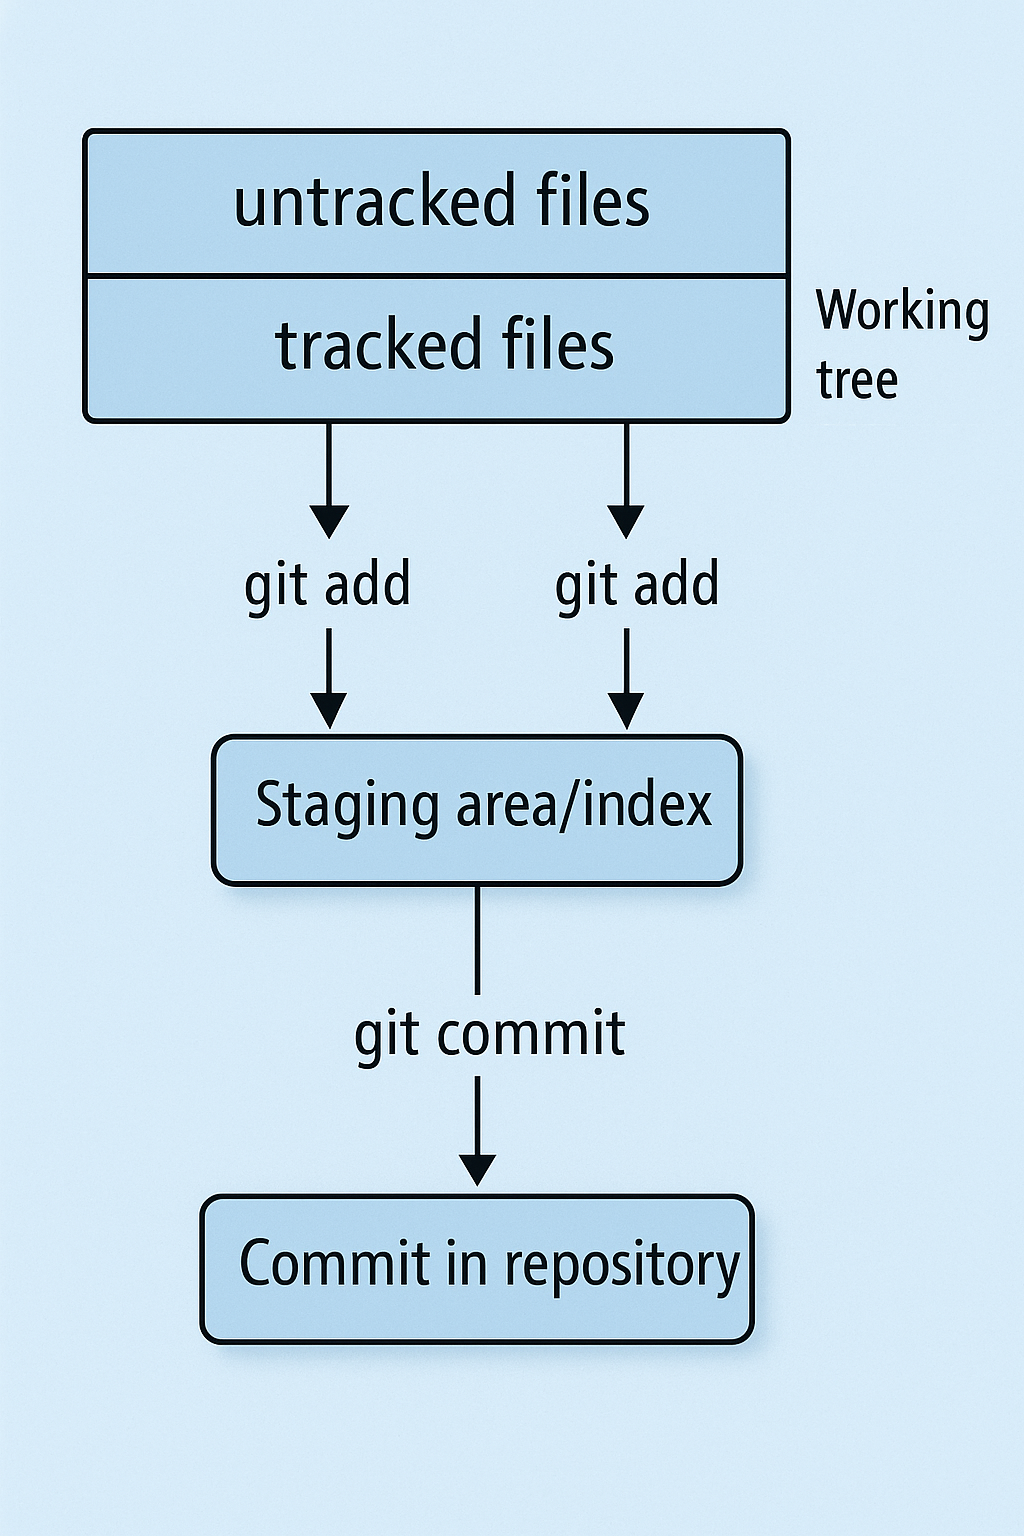 untracked files
tracked files
Working
tree
git add
git add
Staging area/index
git commit
Commit in repository